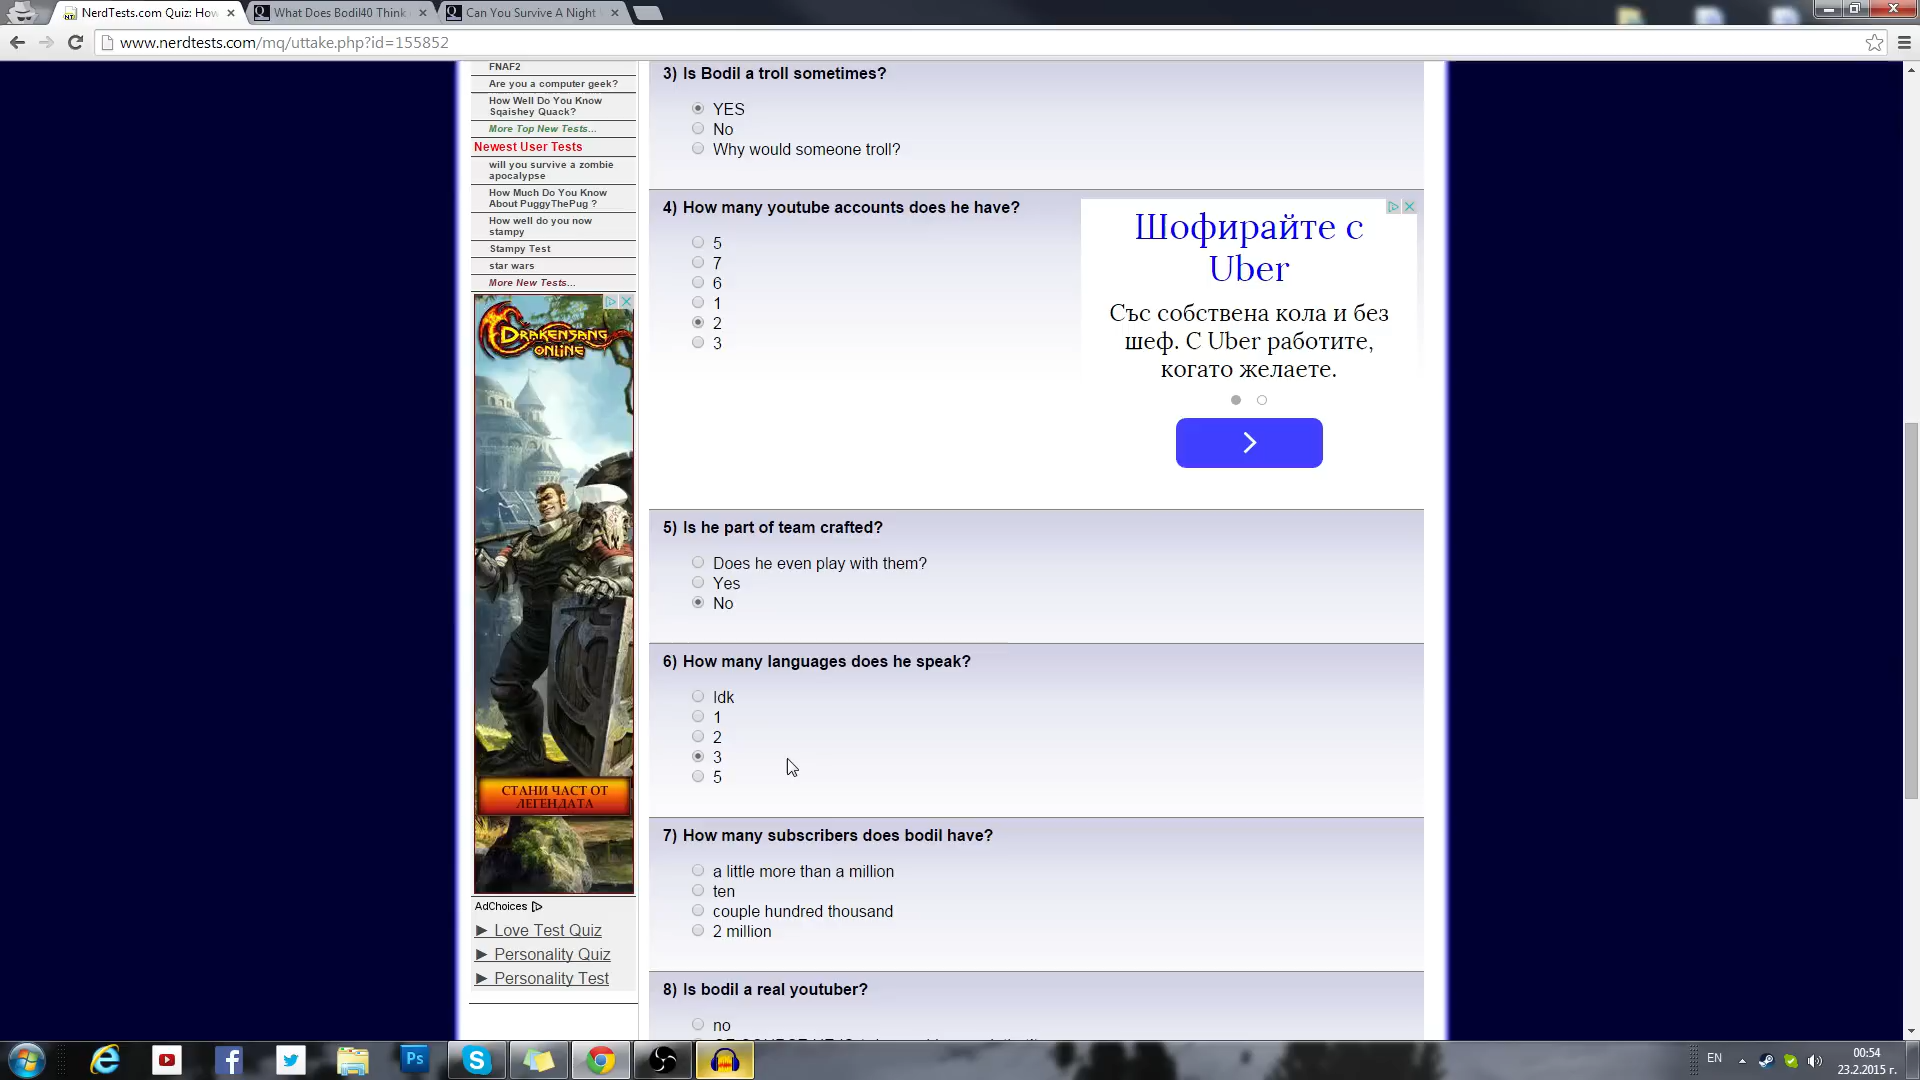 NerdTests.com Quiz: How
What Does Bodil40 Think
Can You Survive A Night
www.nerdtests.com/mq/uttake.php?id=155852
FNAF2
Are you a computer geek?
How Well Do You Know
Sqaishey Quack?
More Top New Tests...
Newest User Tests
will you survive a zombie
apocalypse
How Much Do You Know
About PuggyThePug ?
How well do you now
stampy
Stampy Test
star wars
More New Tests...
DRAKENSANG
ONLINE
СТАНИ ЧАСТ ОТ
ЛЕГЕНДАТА
AdChoices
► Love Test Quiz
► Personality Quiz
► Personality Test
3) Is Bodil a troll sometimes?
YES
No
Why would someone troll?
4) How many youtube accounts does he have?
5
7
6
1
2
3
Шофирайте с
Uber
Със собствена кола и без
шеф. С Uber работите,
когато желаете.
5) Is he part of team crafted?
Does he even play with them?
Yes
No
6) How many languages does he speak?
Idk
1
2
3
5
7) How many subscribers does bodil have?
a little more than a million
ten
couple hundred thousand
2 million
8) Is bodil a real youtuber?
no
Ps
EN
00:54
23.2.2015 г.